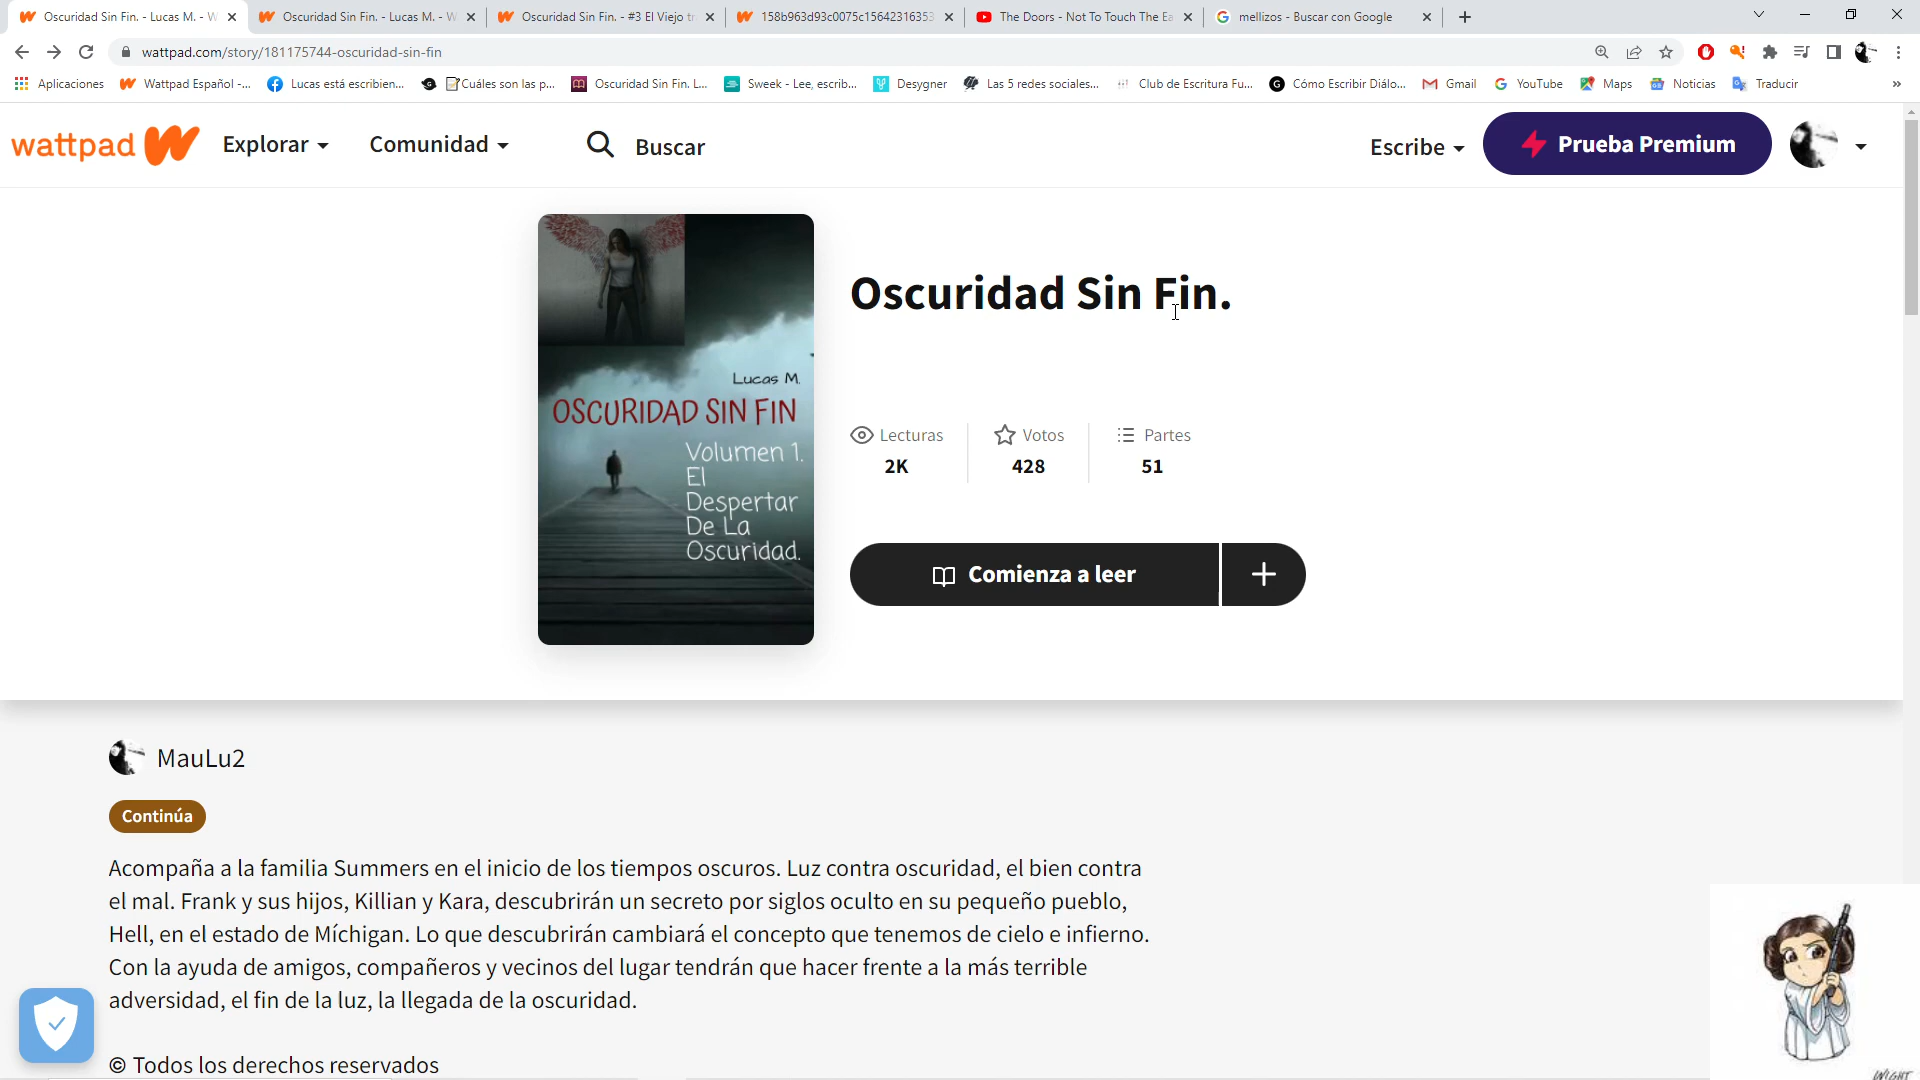 Oscuridad Sin Fin. - Lucas M. - W
Oscuridad Sin Fin. - Lucas M. - W
Oscuridad Sin Fin. - #3 El Viejo tr
158b963d93c0075c15642316353
The Doors - Not To Touch The Ea
mellizos - Buscar con Google
wattpad.com/story/181175744-oscuridad-sin-fin
Aplicaciones
Wattpad Español -...
Lucas está escribien...
Cuáles son las p...
Oscuridad Sin Fin. L...
Sweek - Lee, escrib...
Desygner
Las 5 redes sociales...
Club de Escritura Fu...
Cómo Escribir Diálo...
Gmail
YouTube
Maps
Noticias
Traducir
»
wattpad
Explorar
Comunidad
Buscar
Escribe
Prueba Premium
Lucas M.
OSCURIDAD SIN FIN
Volumen 1.
El
Despertar
De La
Oscuridad.
Oscuridad Sin Fin.
Lecturas
2K
Votos
428
Partes
51
Comienza a leer
MauLu2
Continúa
Acompaña a la familia Summers en el inicio de los tiempos oscuros. Luz contra oscuridad, el bien contra
el mal. Frank y sus hijos, Killian y Kara, descubrirán un secreto por siglos oculto en su pequeño pueblo,
Hell, en el estado de Míchigan. Lo que descubrirán cambiará el concepto que tenemos de cielo e infierno.
Con la ayuda de amigos, compañeros y vecinos del lugar tendrán que hacer frente a la más terrible
adversidad, el fin de la luz, la llegada de la oscuridad.
© Todos los derechos reservados
WIGHT